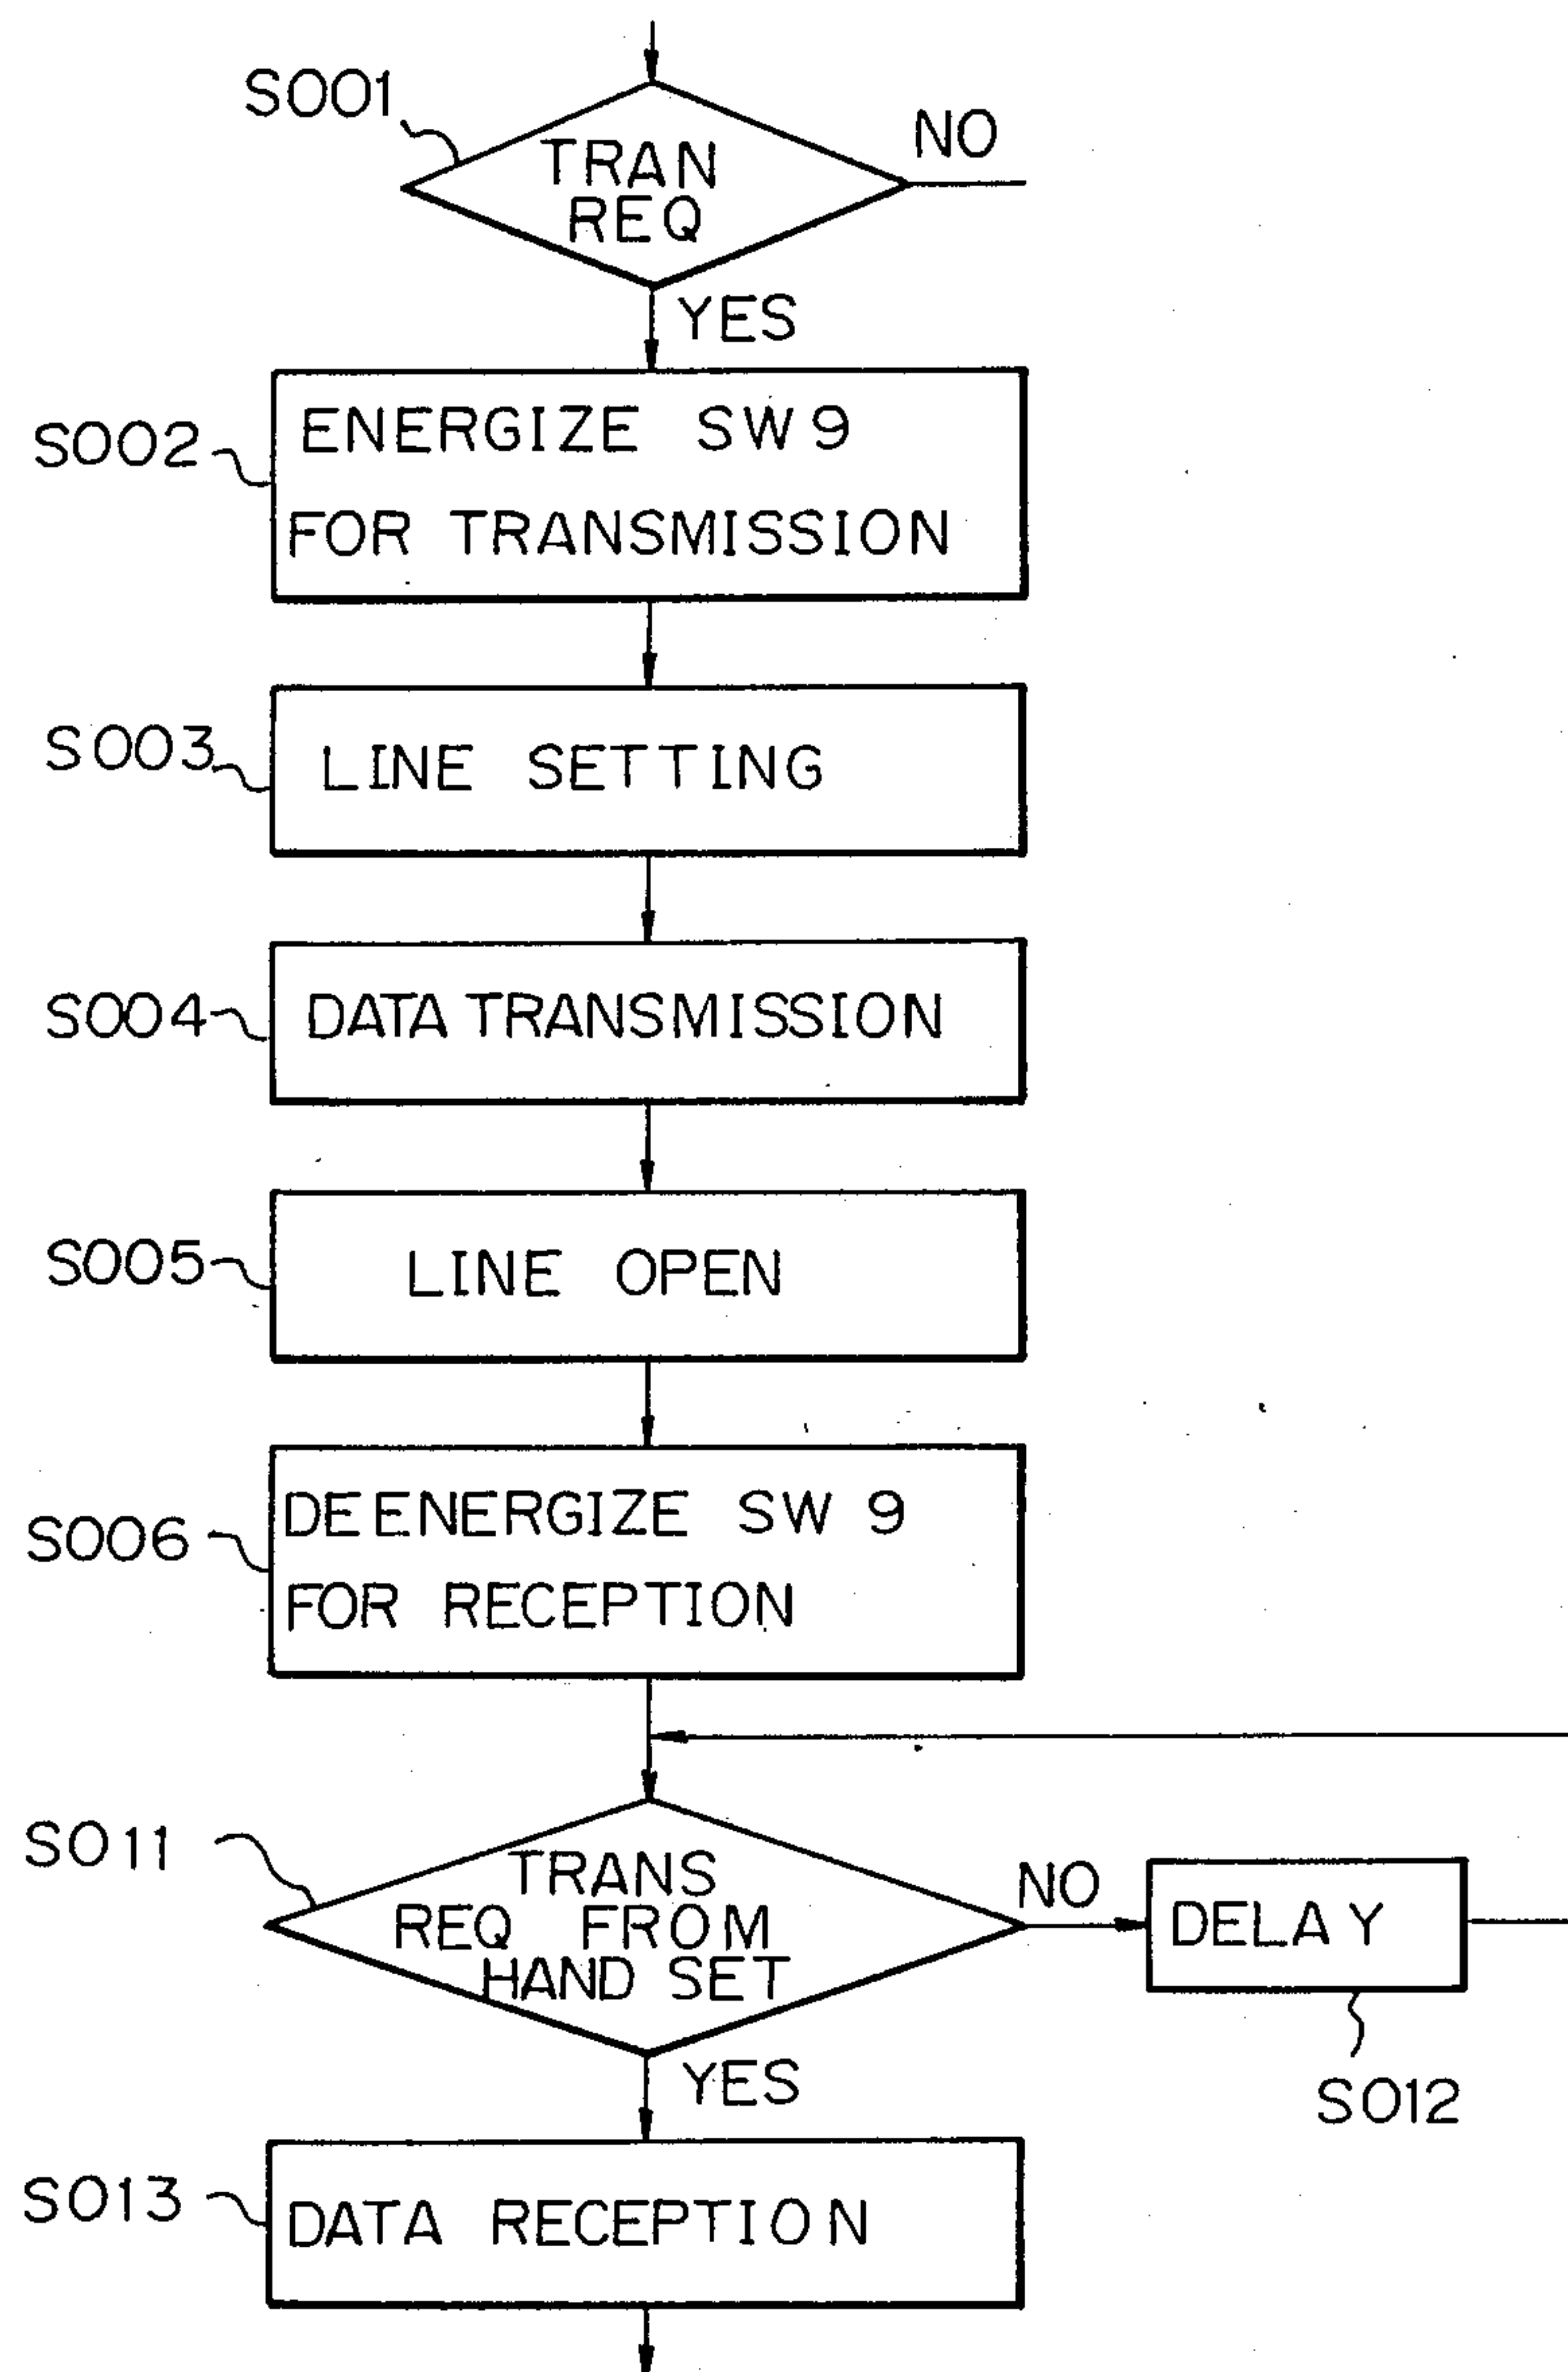 S001
TRAN
REQ
NO
YES
S002
ENERGIZE SW9
FOR TRANSMISSION
S003
LINE SETTING
S004
DATA TRANSMISSION
S005
LINE OPEN
S006
DEENERGIZE SW 9
FOR RECEPTION
S011
TRANS
REQ FROM
HAND SET
NO
DELAY
S012
YES
S013
DATA RECEPTION